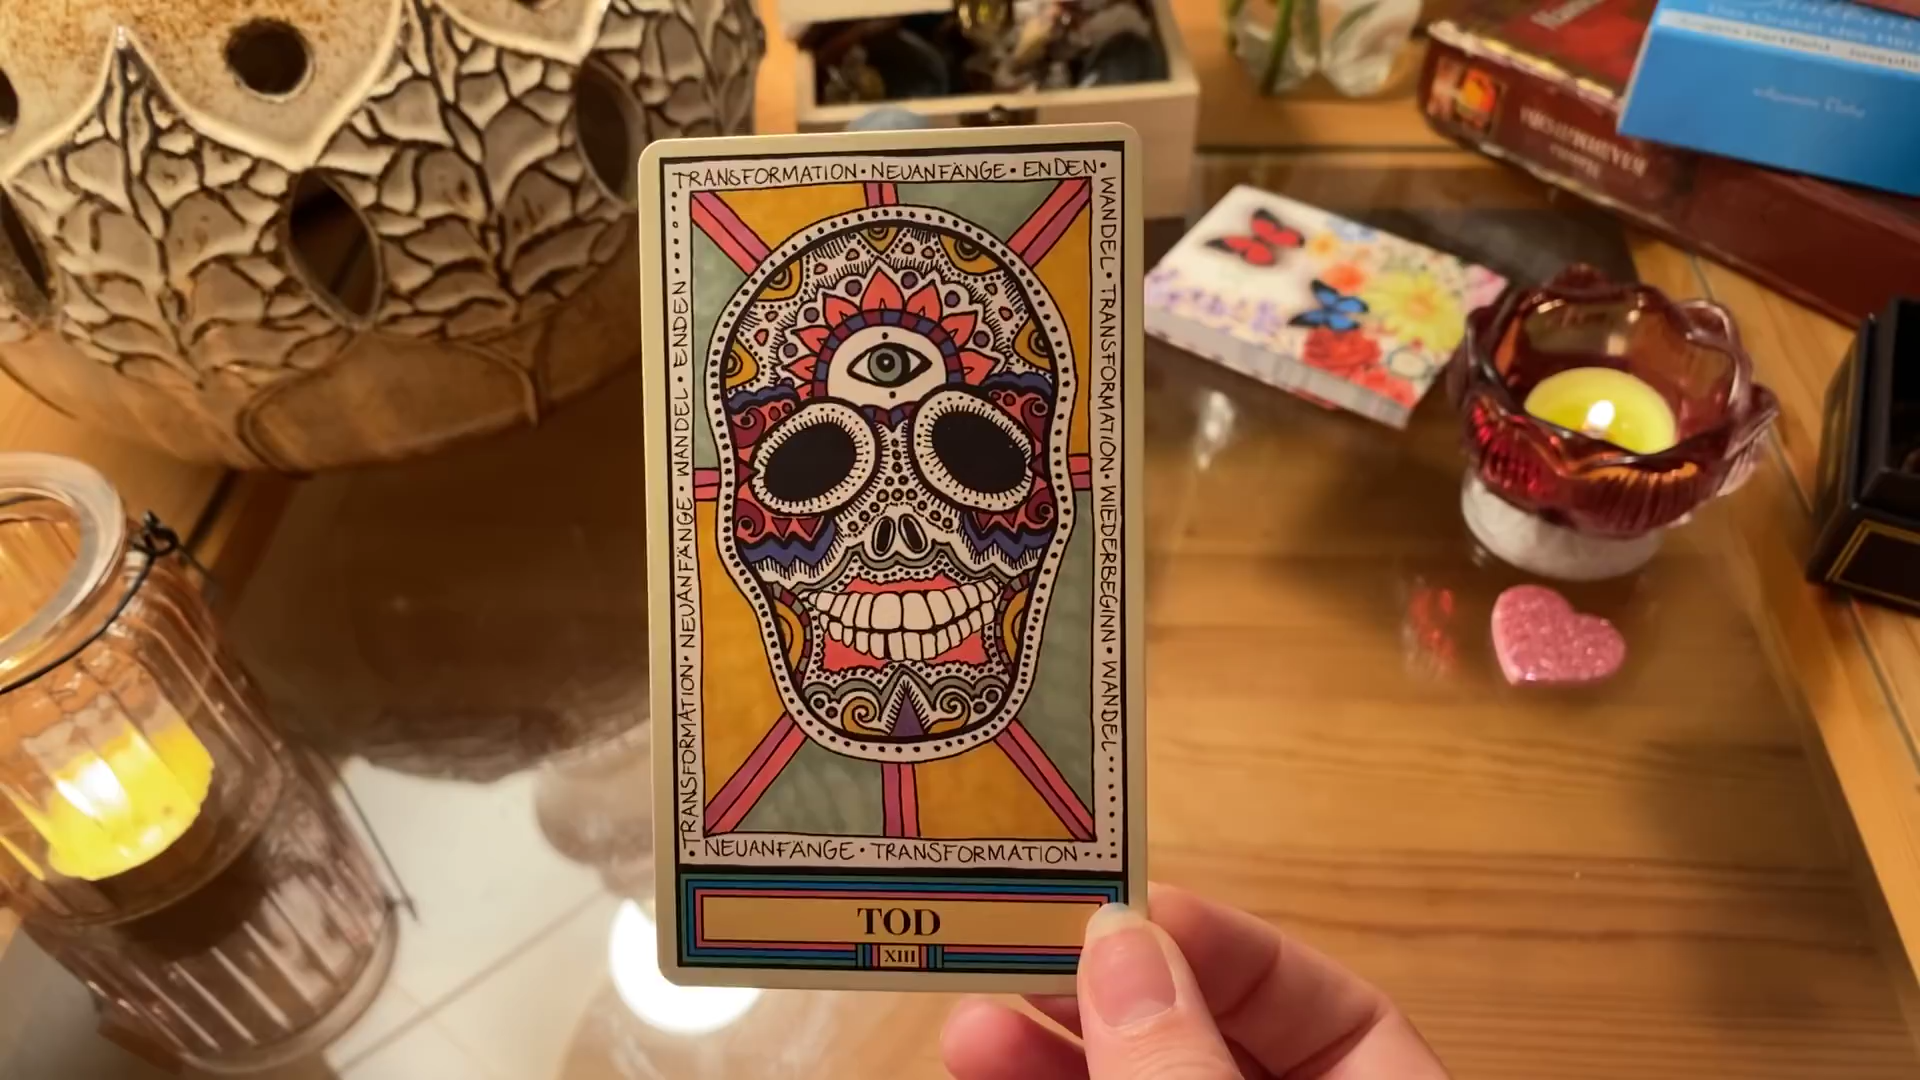 TRANSFORMATION • NEUANFÄNGE • ENDEN •
WANDEL • TRANSFORMATION • WIEDERBEGINN • WANDEL
TRANSFORMATION • NEUANFÄNGE • WANDEL • ENDEN
• NEUANFÄNGE • TRANSFORMATION
TOD
XIII